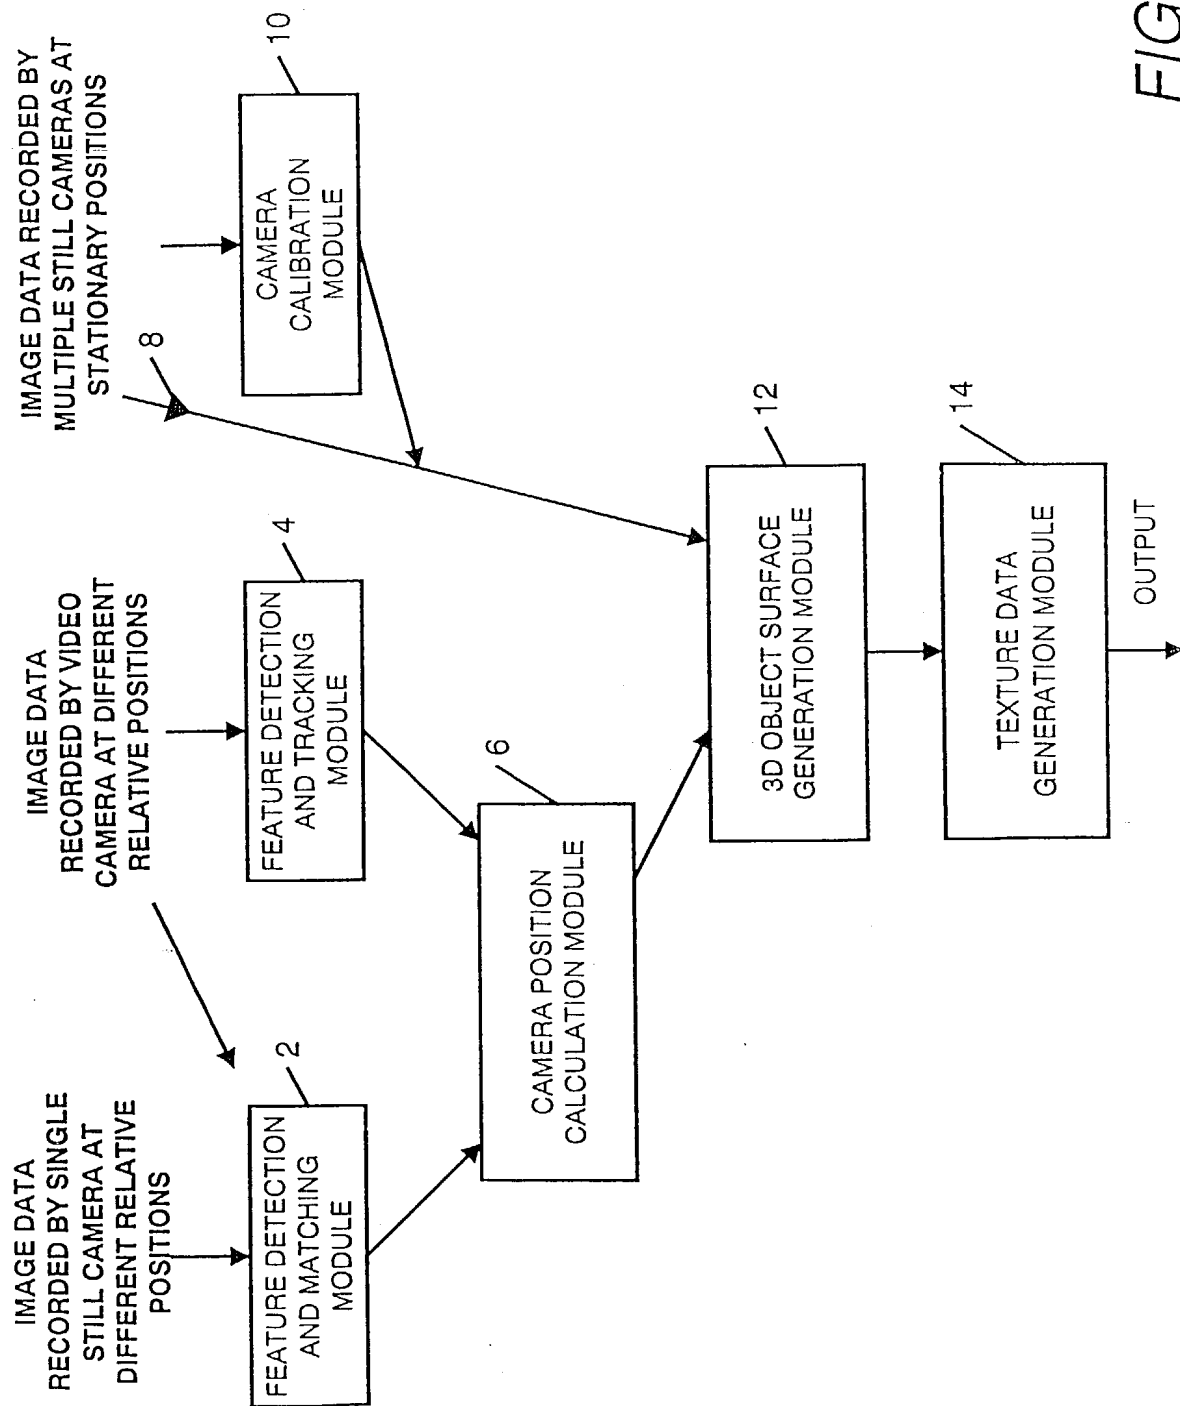 IMAGE DATA
RECORDED BY SINGLE
STILL CAMERA AT
DIFFERENT RELATIVE
POSITIONS
IMAGE DATA
RECORDED BY VIDEO
CAMERA AT DIFFERENT
RELATIVE POSITIONS
IMAGE DATA RECORDED BY
MULTIPLE STILL CAMERAS AT
STATIONARY POSITIONS
8
2
FEATURE DETECTION
AND MATCHING
MODULE
4
FEATURE DETECTION
AND TRACKING
MODULE
10
CAMERA
CALIBRATION
MODULE
6
CAMERA POSITION
CALCULATION MODULE
12
3D OBJECT SURFACE
GENERATION MODULE
14
TEXTURE DATA
GENERATION MODULE
OUTPUT
FIG